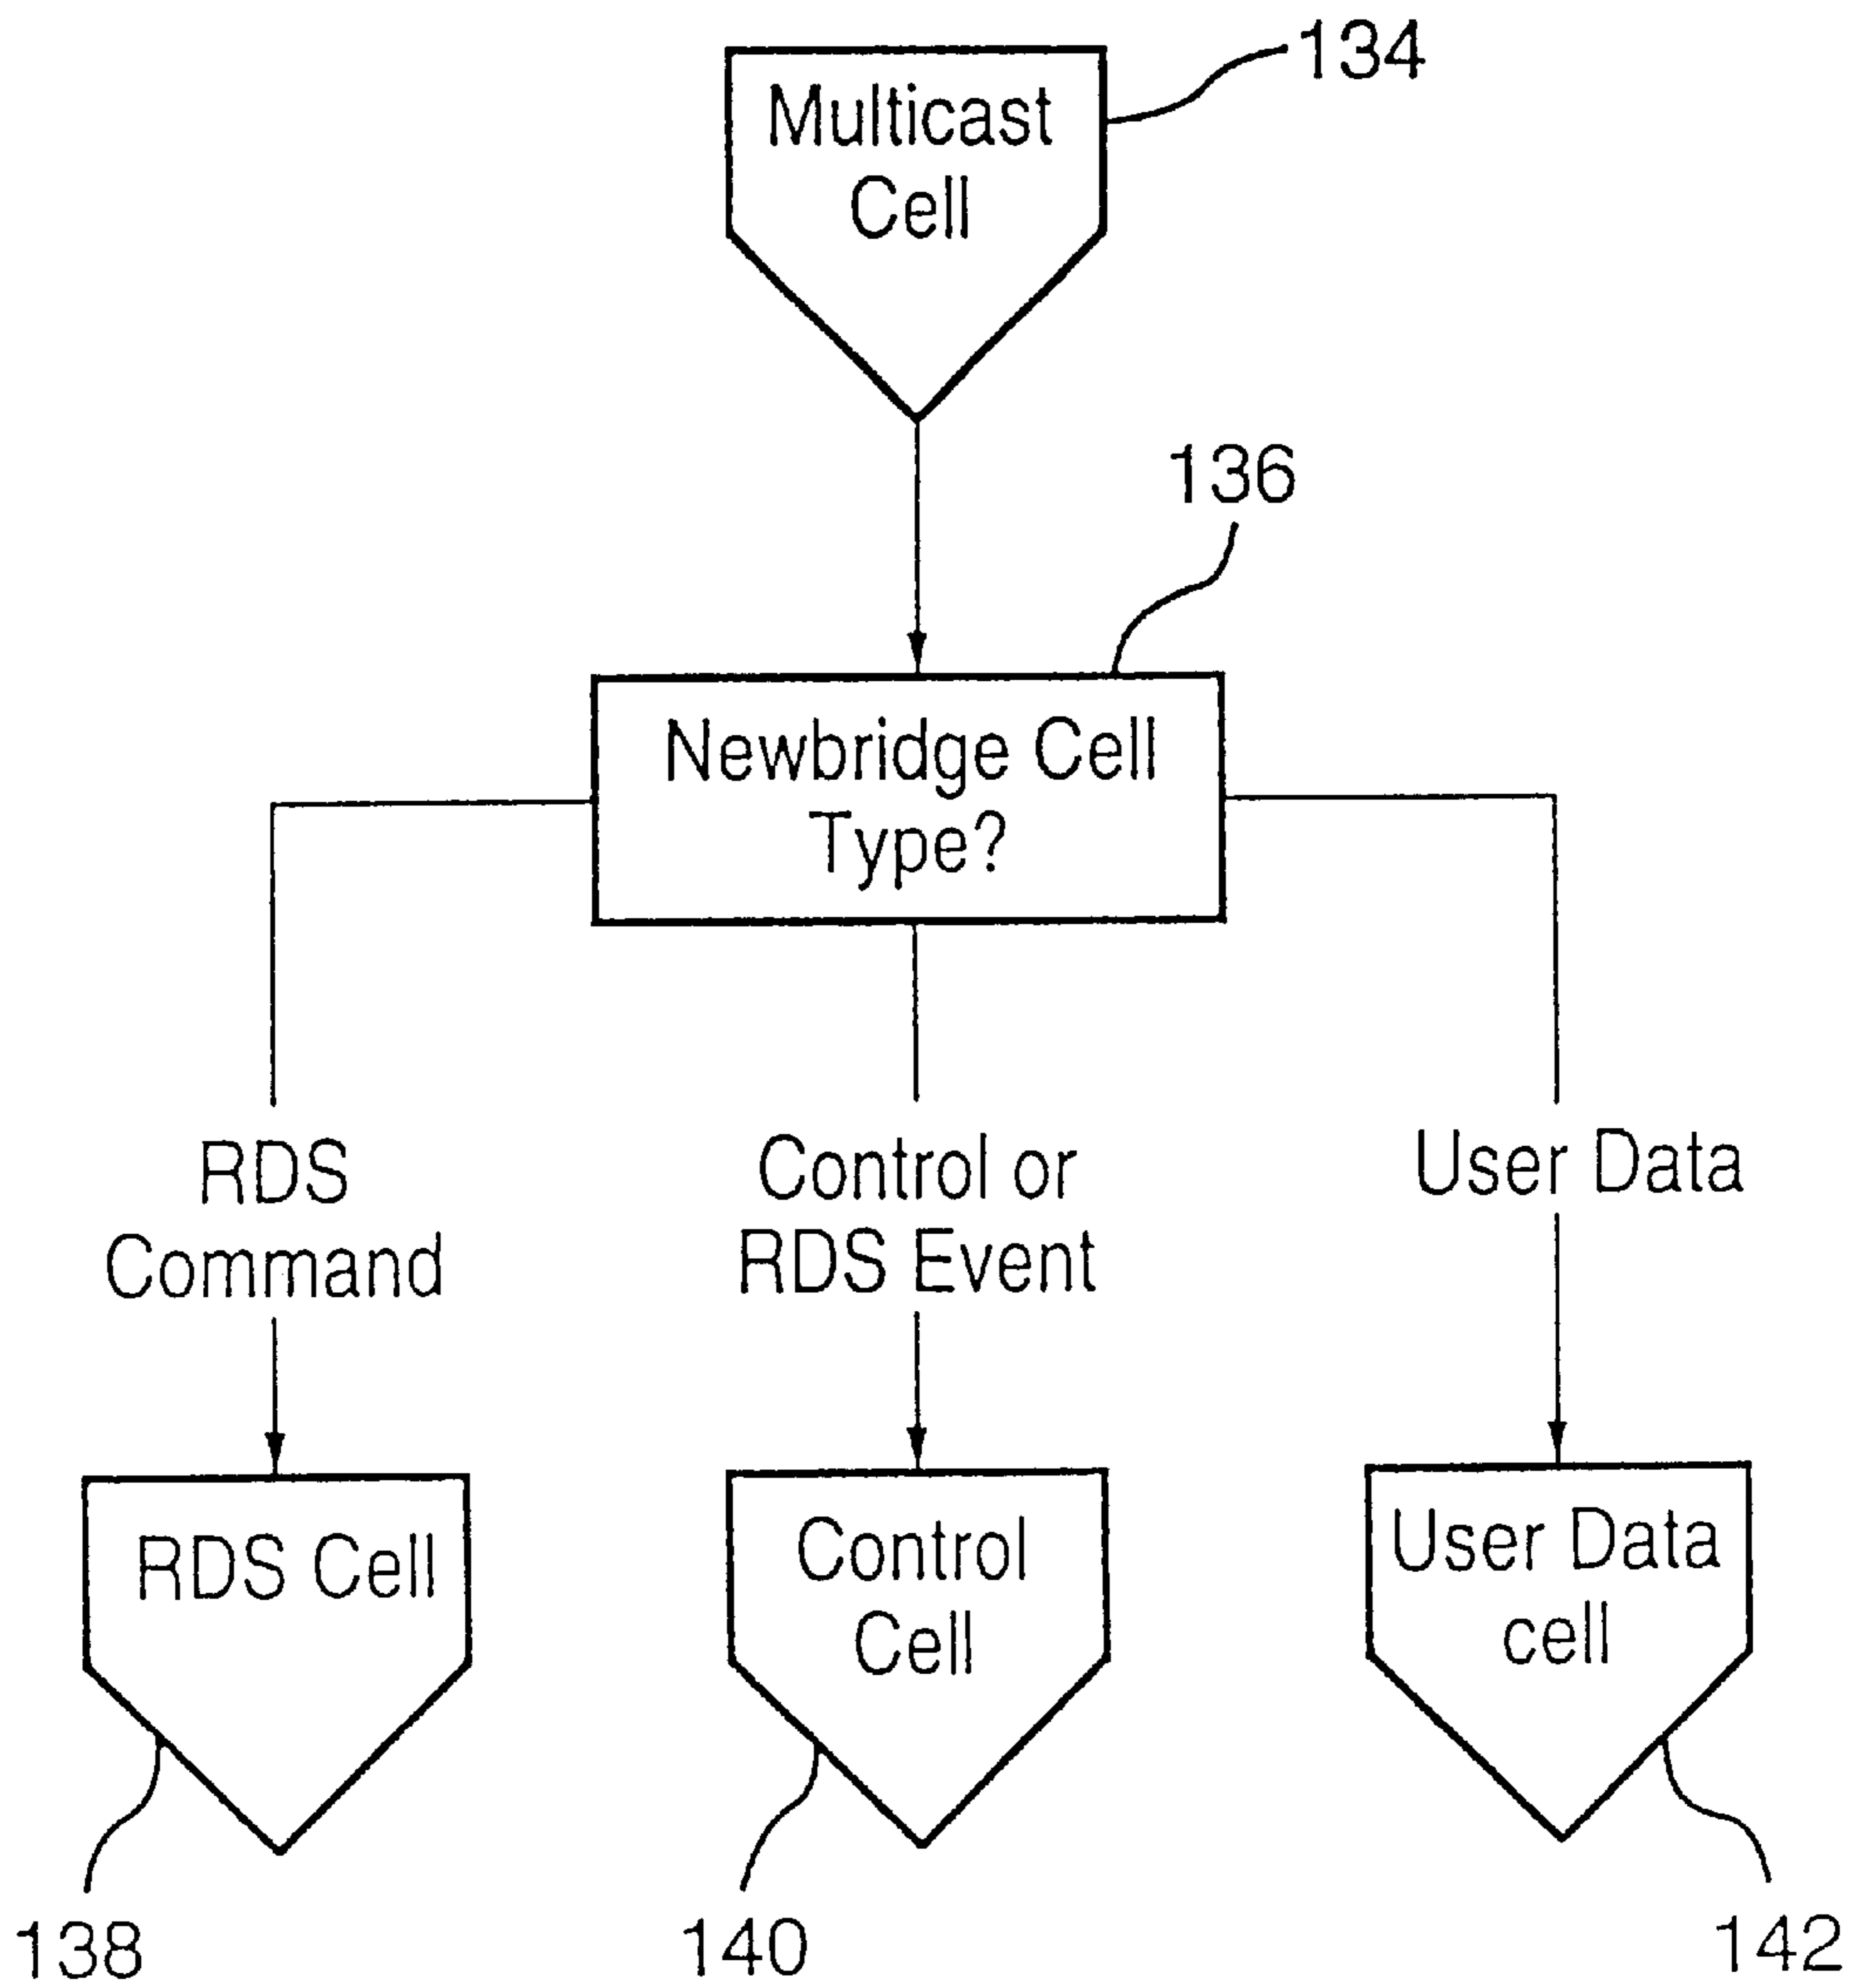 134
Multicast
Cell
136
Newbridge Cell
Type?
RDS
Command
Control or
RDS Event
User Data
RDS Cell
Control
Cell
User Data
cell
138
140
142